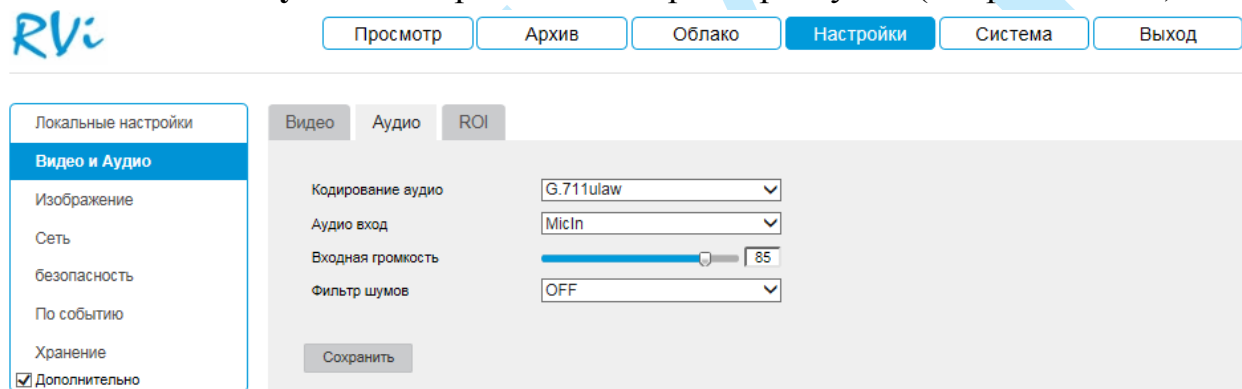 RVi
Просмотр Архив Облако Настройки Система Выход
Локальные настройки
Видео и Аудио
Изображение
Сеть
безопасность
По событию
Хранение
Дополнительно
Видео Аудио ROI
Кодирование аудио G.711ulaw
Аудио вход MicIn
Входная громкость 85
Фильтр шумов OFF
Сохранить